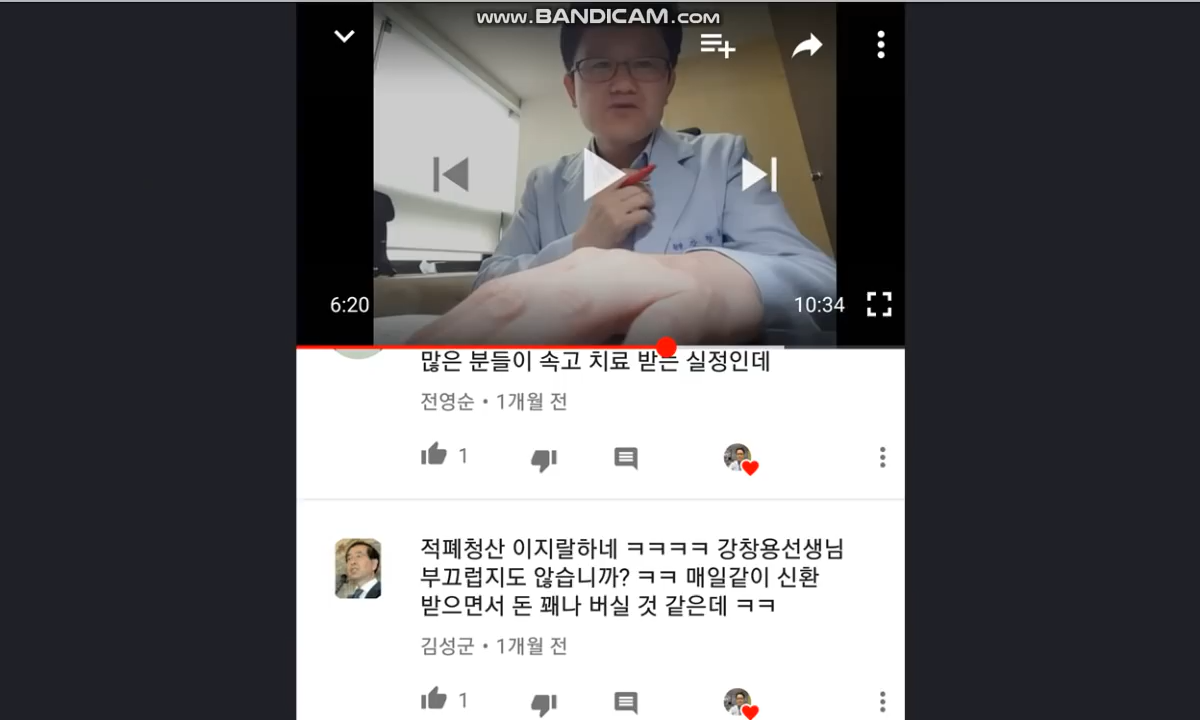 www.BANDICAM.com
6:20
10:34
많은 분들이 속고 치료 받는 실정인데
전영순 • 1개월 전
1
적폐청산 이지랄하네 ㅋㅋㅋㅋ 강창용선생님
부끄럽지도 않습니까? ㅋㅋ 매일같이 신환
받으면서 돈 꽤나 버실 것 같은데 ㅋㅋ
김성군 • 1개월 전
1